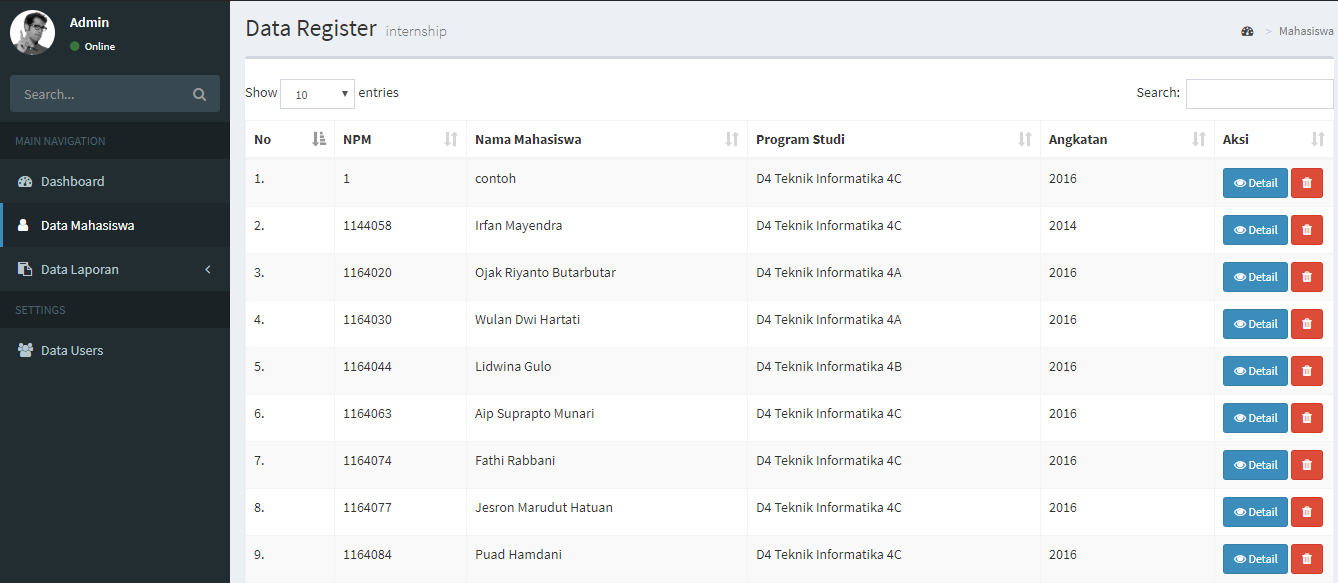 Admin
Online
Search...
MAIN NAVIGATION
Dashboard
Data Mahasiswa
Data Laporan
SETTINGS
Data Users
Data Register internship
> Mahasiswa
Show 10 entries
Search:
No NPM Nama Mahasiswa Program Studi Angkatan Aksi
1. 1 contoh D4 Teknik Informatika 4C 2016 Detail
2. 1144058 Irfan Mayendra D4 Teknik Informatika 4C 2014 Detail
3. 1164020 Ojak Riyanto Butarbutar D4 Teknik Informatika 4A 2016 Detail
4. 1164030 Wulan Dwi Hartati D4 Teknik Informatika 4A 2016 Detail
5. 1164044 Lidwina Gulo D4 Teknik Informatika 4B 2016 Detail
6. 1164063 Aip Suprapto Munari D4 Teknik Informatika 4C 2016 Detail
7. 1164074 Fathi Rabbani D4 Teknik Informatika 4C 2016 Detail
8. 1164077 Jesron Marudut Hatuan D4 Teknik Informatika 4C 2016 Detail
9. 1164084 Puad Hamdani D4 Teknik Informatika 4C 2016 Detail